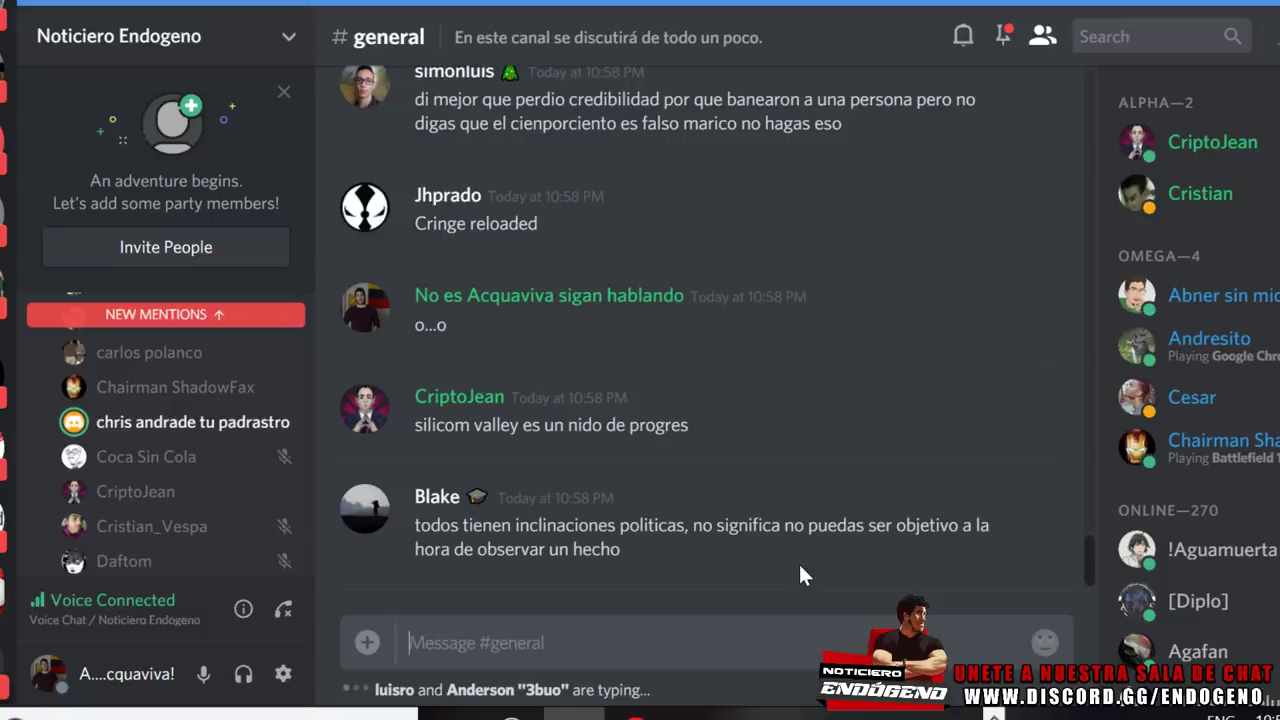 Noticiero Endogeno
# general
En este canal se discutirá de todo un poco.
Search
An adventure begins.
Let's add some party members!
Invite People
NEW MENTIONS ↑
carlos polanco
Chairman ShadowFax
chris andrade tu padrastro
Coca Sin Cola
CriptoJean
Cristian_Vespa
Daftom
Voice Connected
Voice Chat / Noticiero Endogeno
A....cquaviva!
simonluis Today at 10:58 PM
di mejor que perdio credibilidad por que banearon a una persona pero no
digas que el cienporciento es falso marico no hagas eso
Jhprado Today at 10:58 PM
Cringe reloaded
No es Acquaviva sigan hablando Today at 10:58 PM
o...o
CriptoJean Today at 10:58 PM
silicom valley es un nido de progres
Blake Today at 10:58 PM
todos tienen inclinaciones politicas, no significa no puedas ser objetivo a la
hora de observar un hecho
Message #general
luisro and Anderson "3buo" are typing...
ALPHA—2
CriptoJean
Cristian
OMEGA—4
Abner sin mic
Andresito
Playing Google Chr
Cesar
Chairman Sha
Playing Battlefield 1
ONLINE—270
!Aguamuerta
[Diplo]
Agafan
NOTICIERO
ENDÓGENO
UNETE A NUESTRA SALA DE CHAT
WWW.DISCORD.GG/ENDOGENO